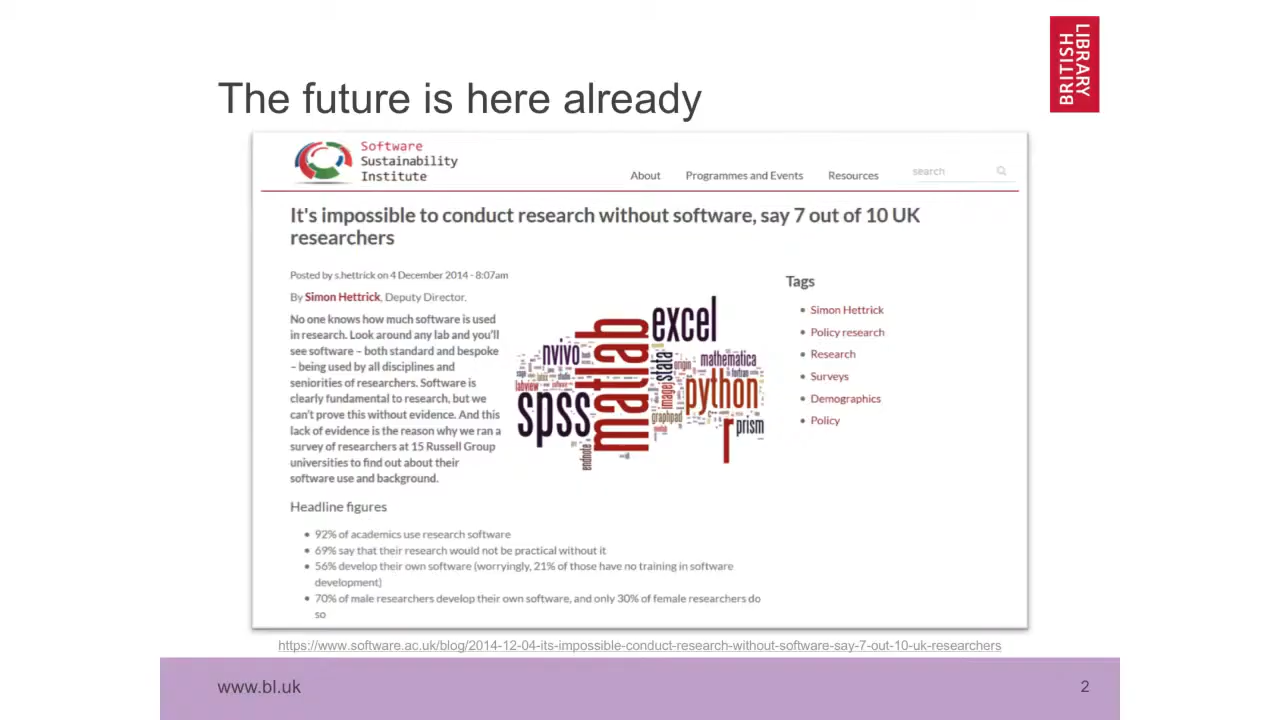 LIBRARY
BRITISH
The future is here already
Software
Sustainability
Institute
About Programmes and Events Resources search
It's impossible to conduct research without software, say 7 out of 10 UK
researchers
Posted by s.hettrick on 4 December 2014 - 8:07am
By Simon Hettrick, Deputy Director.
No one knows how much software is used
in research. Look around any lab and you'll
see software – both standard and bespoke
– being used by all disciplines and
seniorities of researchers. Software is
clearly fundamental to research, but we
can't prove this without evidence. And this
lack of evidence is the reason why we ran a
survey of researchers at 15 Russell Group
universities to find out about their
software use and background.
excel
nvivo
matlab
stata
origin
mathematica
fortran
labview
spss
imagej
python
graphpad
prism
r
endnote
Tags
Simon Hettrick
Policy research
Research
Surveys
Demographics
Policy
Headline figures
92% of academics use research software
69% say that their research would not be practical without it
56% develop their own software (worryingly, 21% of those have no training in software
development)
70% of male researchers develop their own software, and only 30% of female researchers do
so
https://www.software.ac.uk/blog/2014-12-04-its-impossible-conduct-research-without-software-say-7-out-10-uk-researchers
www.bl.uk
2